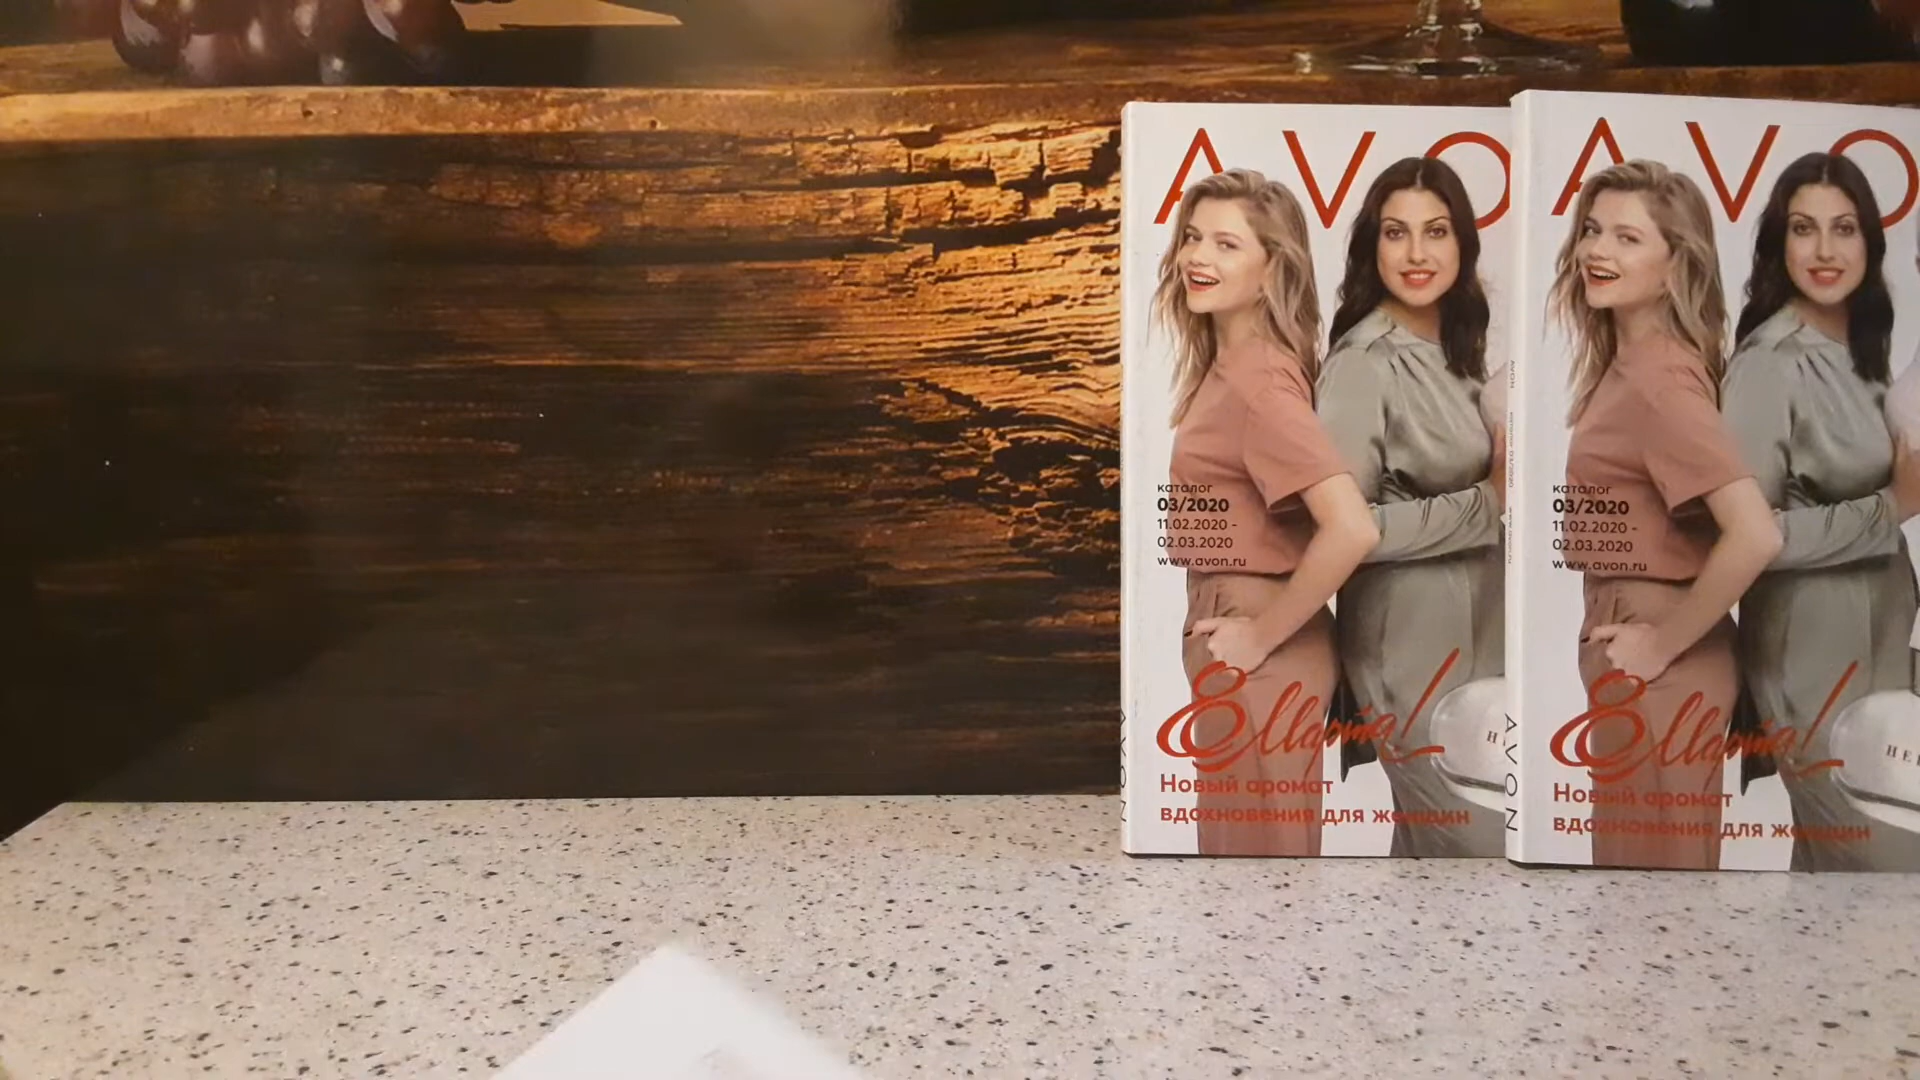 AVO
каталог
03/2020
11.02.2020 -
02.03.2020
www.avon.ru
8 Марта!
Новый аромат
вдохновения для женщин
AVON
AVO
каталог
03/2020
11.02.2020 -
02.03.2020
www.avon.ru
8 Марта!
Новый аромат
вдохновения для женщин
AVON